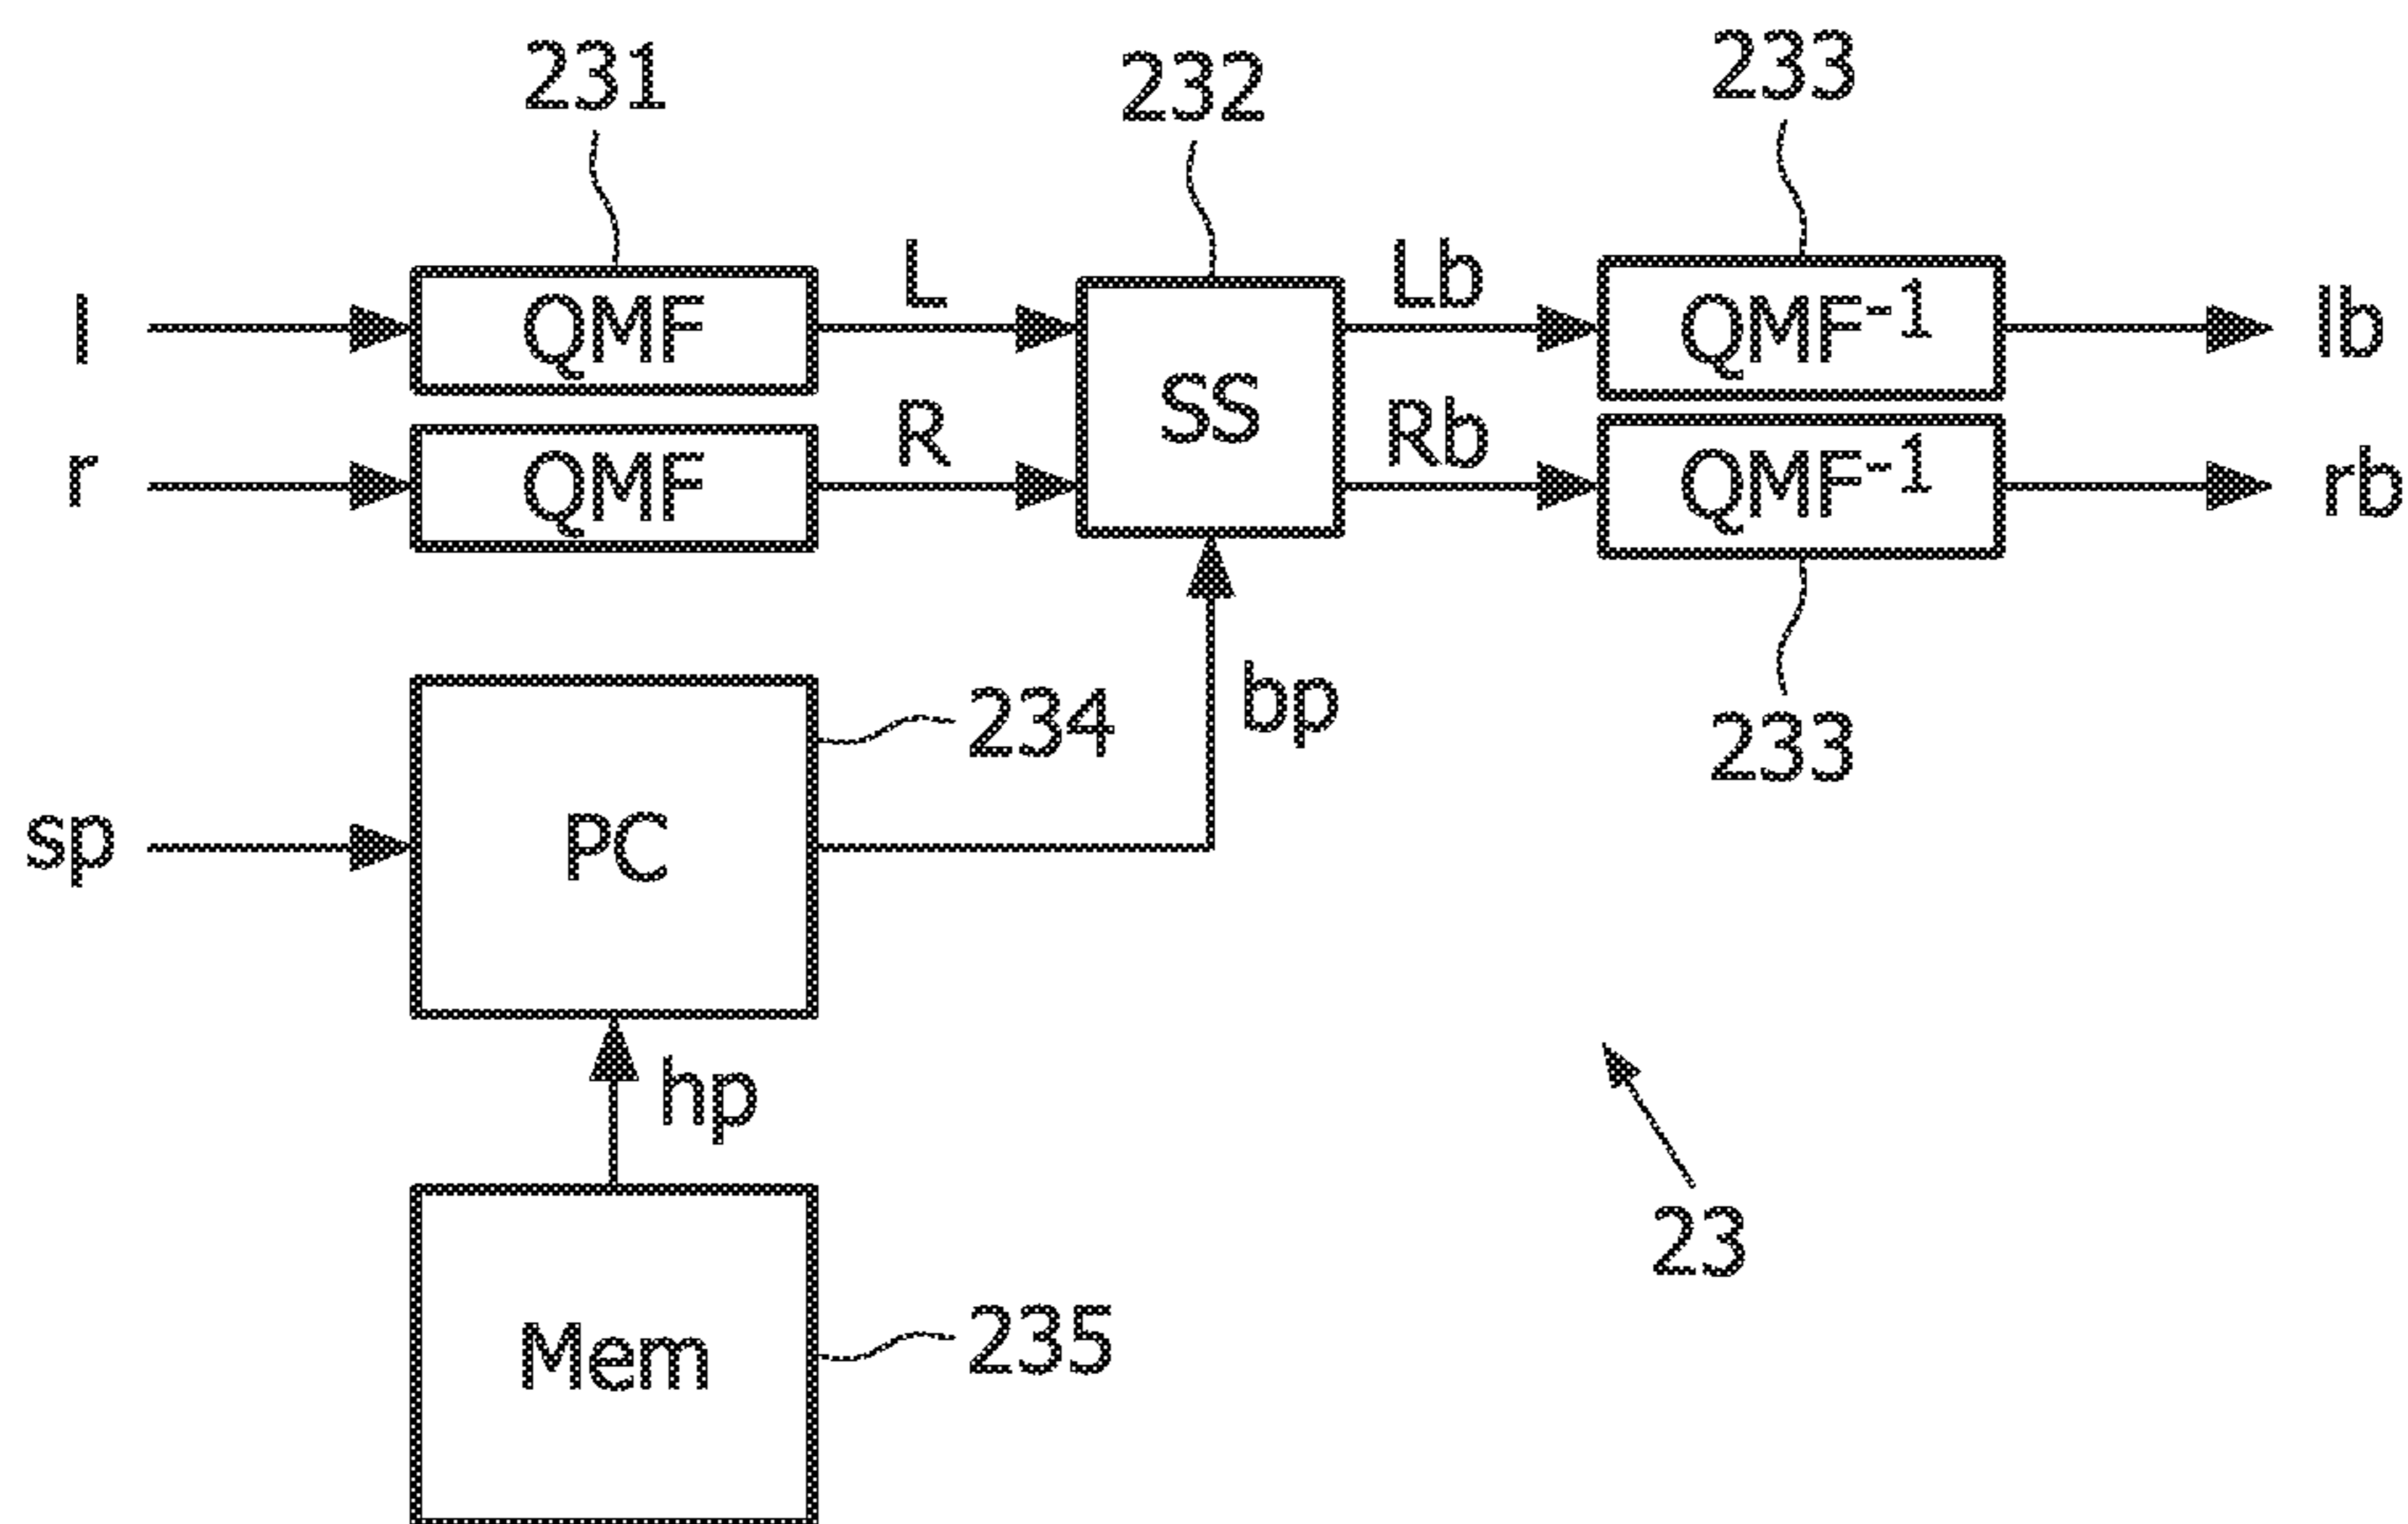 231
232
233
l
QMF
L
SS
Lb
QMF-1
lb
r
QMF
R
Rb
QMF-1
rb
sp
PC
234
bp
233
hp
Mem
235
23